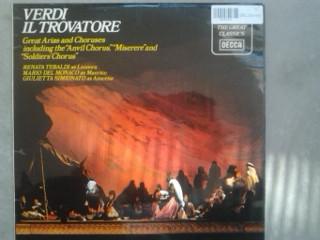 VERDI
IL TROVATORE
Great Arias and Choruses
including the "Anvil Chorus," "Miserere" and
"Soldiers' Chorus"
RENATA TEBALDI as Leonora
MARIO DEL MONACO as Manrico
GIULIETTA SIMIONATO as Azucena
THE GREAT
CLASSICS
DECCA